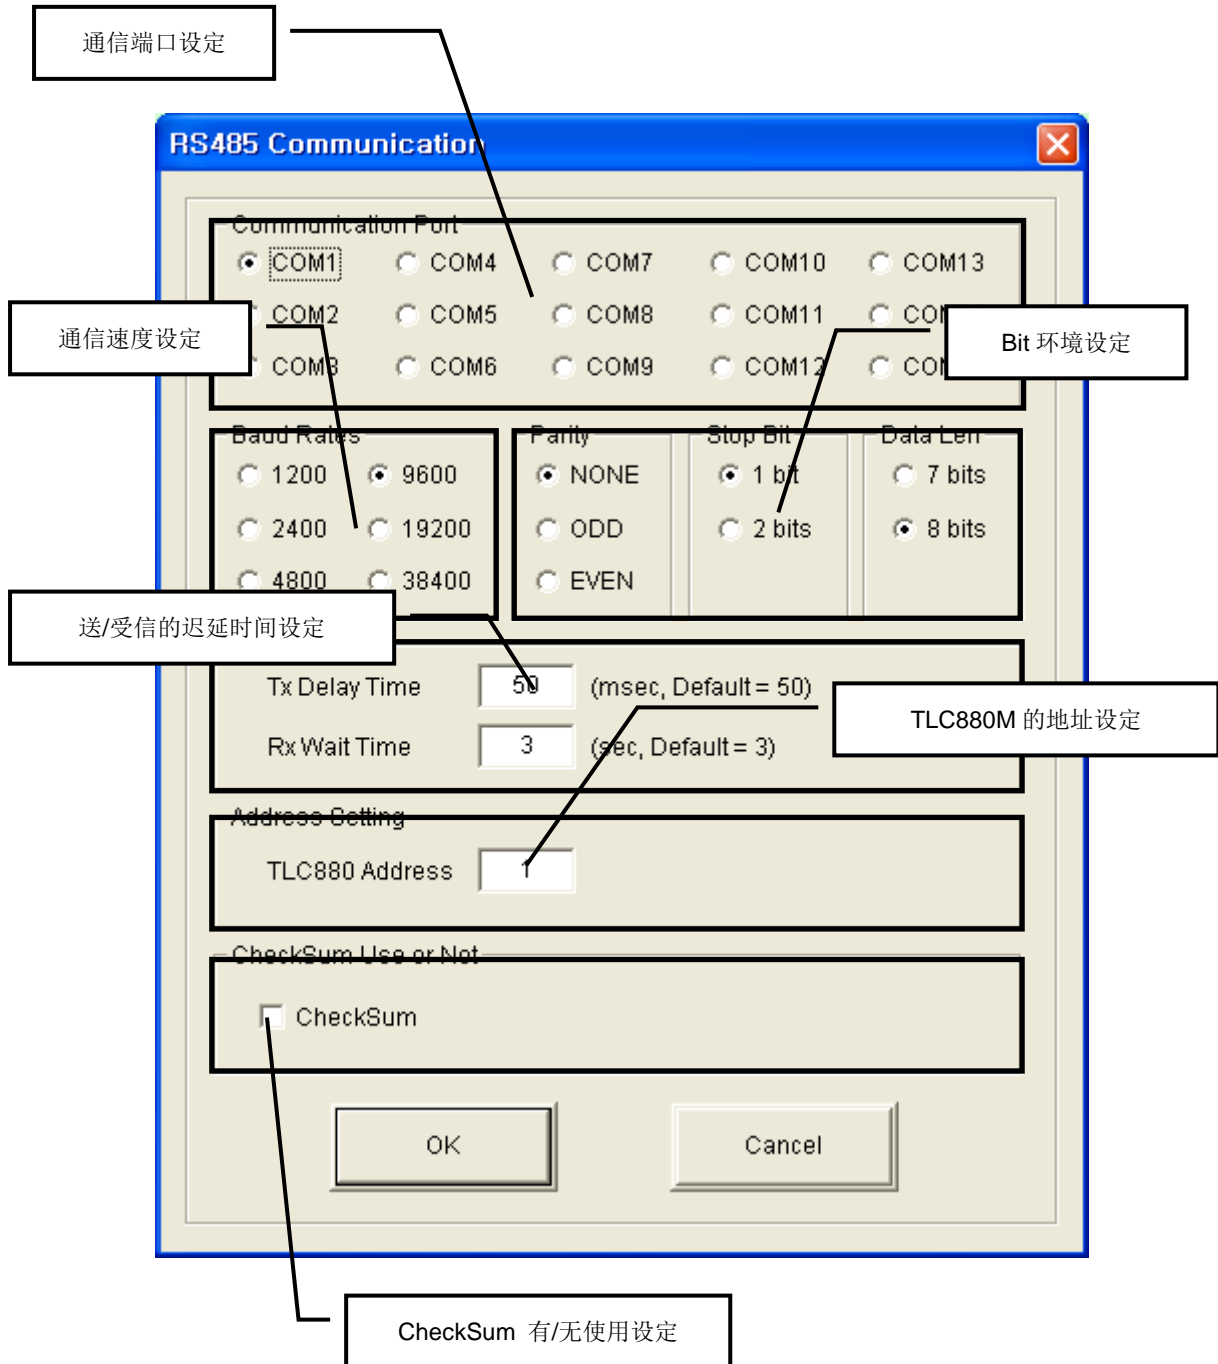 通信端口设定
RS485 Communication
Communication Port
COM1 COM4 COM7 COM10 COM13
COM2 COM5 COM8 COM11
COM3 COM6 COM9 COM12
通信速度设定
Bit 环境设定
Baud Rates Parity Stop Bit Data Len
1200 9600 NONE 1 bit 7 bits
2400 19200 ODD 2 bits 8 bits
4800 38400 EVEN
送/受信的迟延时间设定
Tx Delay Time 50 (msec, Default = 50)
TLC880M 的地址设定
Rx Wait Time 3 (sec, Default = 3)
Address Setting
TLC880 Address 1
CheckSum Use or Not
CheckSum
OK Cancel
CheckSum 有/无使用设定